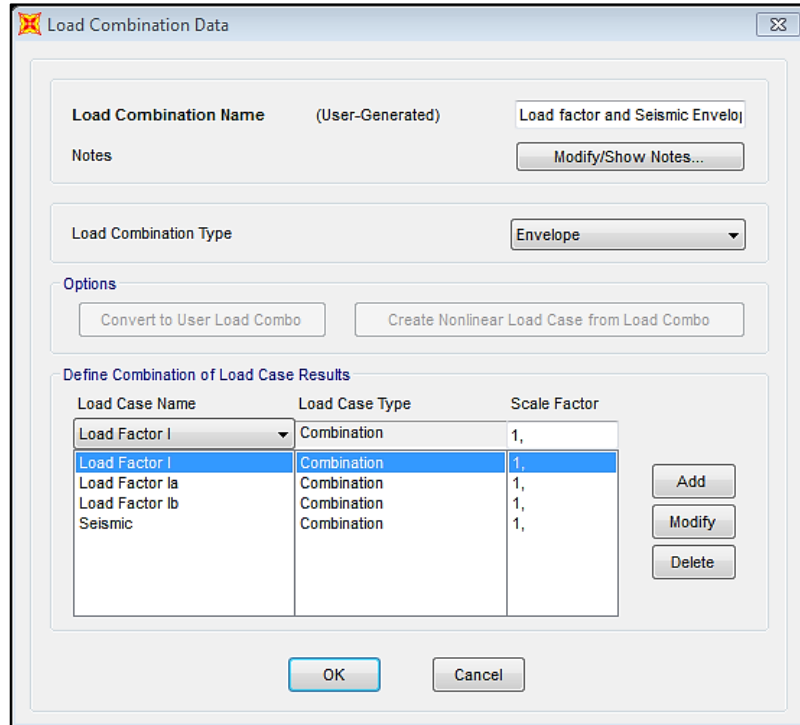 Load Combination Data
Load Combination Name (User-Generated) Load factor and Seismic Envelop
Notes Modify/Show Notes...
Load Combination Type Envelope
Options
Convert to User Load Combo Create Nonlinear Load Case from Load Combo
Define Combination of Load Case Results
Load Case Name Load Case Type Scale Factor
Load Factor I Combination 1,
Load Factor I Combination 1,
Load Factor Ia Combination 1,
Load Factor Ib Combination 1,
Seismic Combination 1,
Add
Modify
Delete
OK Cancel